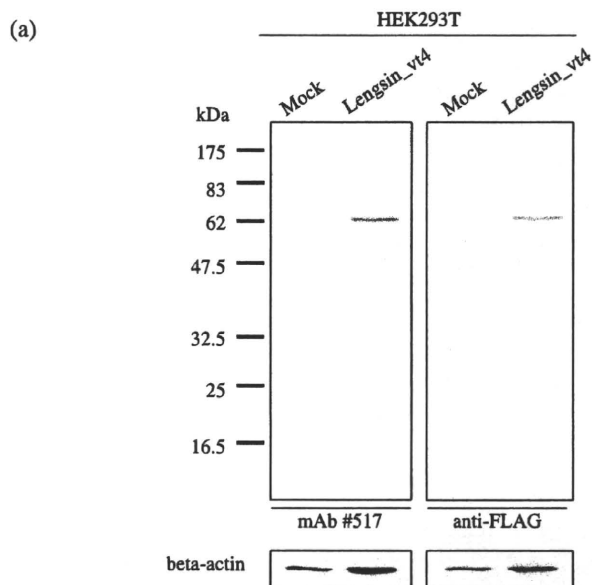 (a)
HEK293T
Mock
Lengsin_vt4
Mock
Lengsin_vt4
kDa
175
83
62
47.5
32.5
25
16.5
mAb #517
anti-FLAG
beta-actin